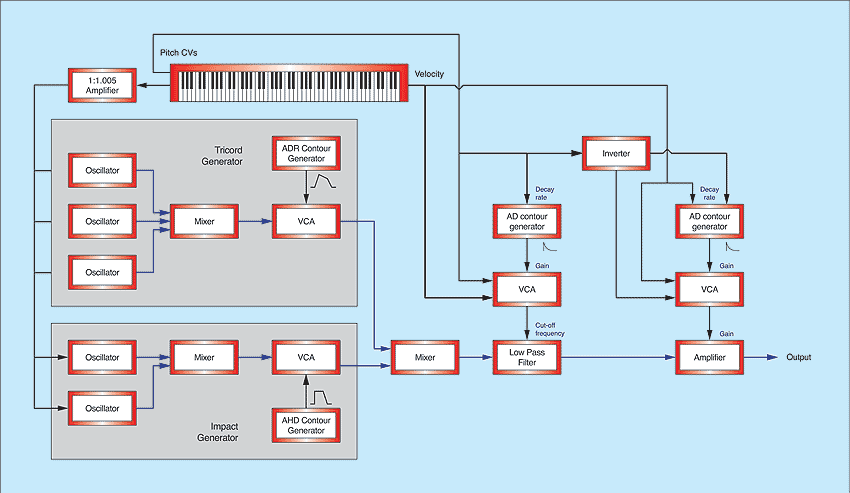 Pitch CVs
Velocity
1:1.005
Amplifier
Tricord
Generator
ADR Contour
Generator
Inverter
Oscillator
Decay
rate
Decay
rate
Oscillator
Mixer
VCA
AD contour
generator
AD contour
generator
Oscillator
Gain
Gain
VCA
VCA
Cut-off
frequency
Gain
Oscillator
Mixer
VCA
Mixer
Low Pass
Filter
Amplifier
Output
Oscillator
Impact
Generator
AHD Contour
Generator